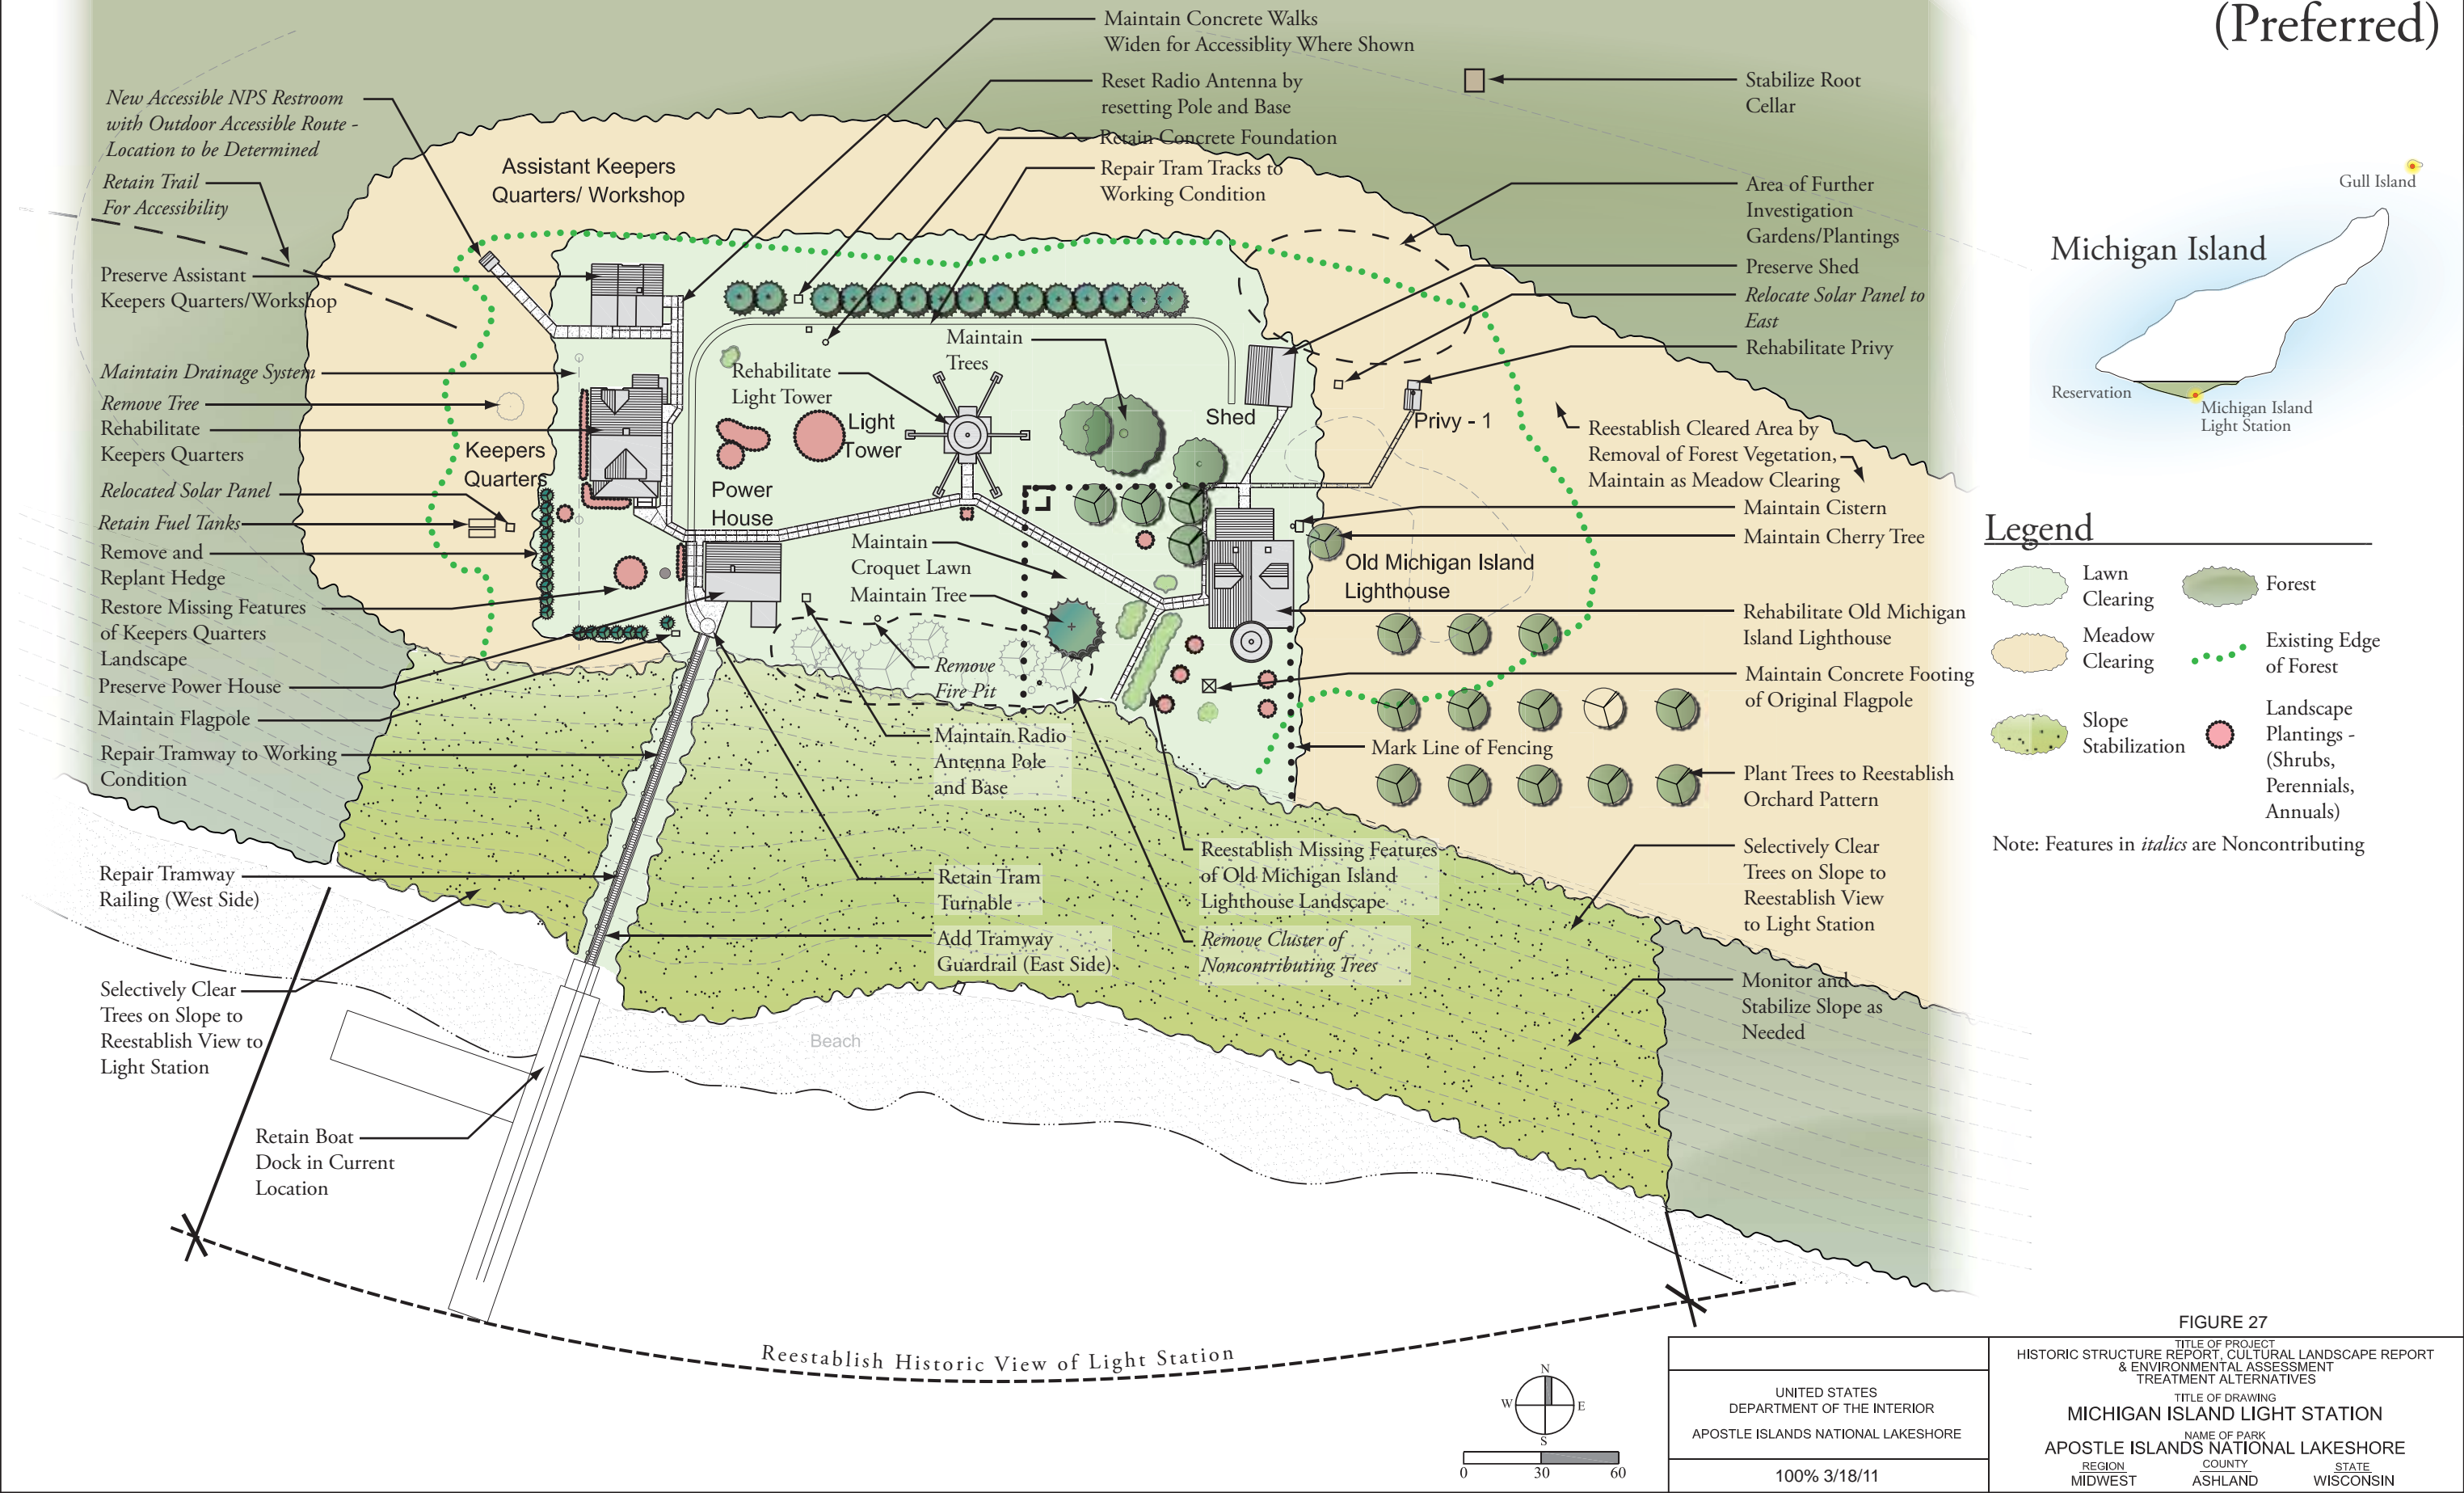 (Preferred)
Maintain Concrete Walks
Widen for Accessiblity Where Shown
Reset Radio Antenna by
resetting Pole and Base
Retain Concrete Foundation
Repair Tram Tracks to
Working Condition
New Accessible NPS Restroom
with Outdoor Accessible Route -
Location to be Determined
Retain Trail
For Accessibility
Preserve Assistant
Keepers Quarters/Workshop
Maintain Drainage System
Remove Tree
Rehabilitate
Keepers Quarters
Relocated Solar Panel
Retain Fuel Tanks
Remove and
Replant Hedge
Restore Missing Features
of Keepers Quarters
Landscape
Preserve Power House
Maintain Flagpole
Repair Tramway to Working
Condition
Repair Tramway
Railing (West Side)
Selectively Clear
Trees on Slope to
Reestablish View to
Light Station
Retain Boat
Dock in Current
Location
Assistant Keepers
Quarters/ Workshop
Keepers
Quarters
Rehabilitate
Light Tower
Light
Tower
Power
House
Maintain
Trees
Shed
Privy - 1
Maintain
Croquet Lawn
Maintain Tree
Remove
Fire Pit
Old Michigan Island
Lighthouse
Maintain Radio
Antenna Pole
and Base
Mark Line of Fencing
Retain Tram
Turnable
Add Tramway
Guardrail (East Side)
Reestablish Missing Features
of Old Michigan Island
Lighthouse Landscape
Remove Cluster of
Noncontributing Trees
Beach
Reestablish Historic View of Light Station
Stabilize Root
Cellar
Area of Further
Investigation
Gardens/Plantings
Preserve Shed
Relocate Solar Panel to
East
Rehabilitate Privy
Reestablish Cleared Area by
Removal of Forest Vegetation,
Maintain as Meadow Clearing
Maintain Cistern
Maintain Cherry Tree
Rehabilitate Old Michigan
Island Lighthouse
Maintain Concrete Footing
of Original Flagpole
Plant Trees to Reestablish
Orchard Pattern
Selectively Clear
Trees on Slope to
Reestablish View
to Light Station
Monitor and
Stabilize Slope as
Needed
Gull Island
Michigan Island
Reservation
Michigan Island
Light Station
Legend
Lawn
Clearing
Forest
Meadow
Clearing
Existing Edge
of Forest
Slope
Stabilization
Landscape
Plantings -
(Shrubs,
Perennials,
Annuals)
Note: Features in italics are Noncontributing
N
W
E
S
0 30 60
FIGURE 27
UNITED STATES
DEPARTMENT OF THE INTERIOR
APOSTLE ISLANDS NATIONAL LAKESHORE
100% 3/18/11
TITLE OF PROJECT
HISTORIC STRUCTURE REPORT, CULTURAL LANDSCAPE REPORT
& ENVIRONMENTAL ASSESSMENT
TREATMENT ALTERNATIVES
TITLE OF DRAWING
MICHIGAN ISLAND LIGHT STATION
NAME OF PARK
APOSTLE ISLANDS NATIONAL LAKESHORE
REGION COUNTY STATE
MIDWEST ASHLAND WISCONSIN